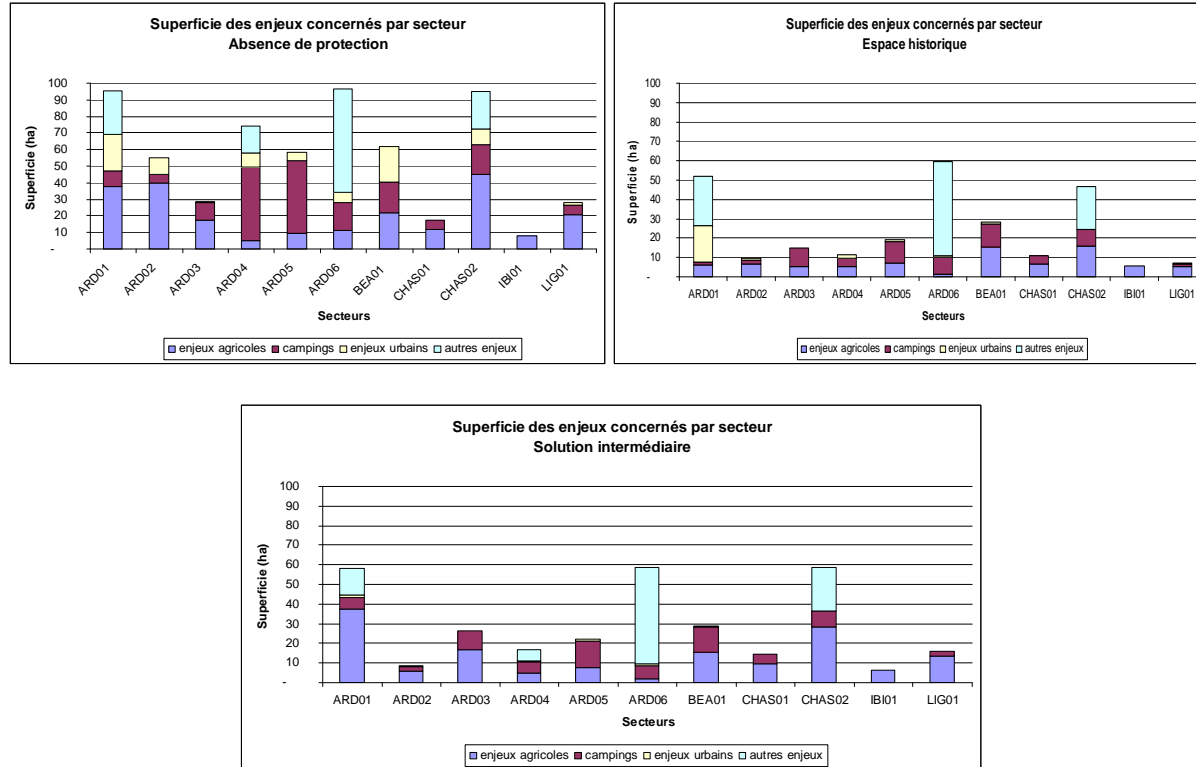 Superficie des enjeux concernés par secteur
Absence de protection
Superficie (ha)
100
90
80
70
60
50
40
30
20
10
-
ARD01 ARD02 ARD03 ARD04 ARD05 ARD06 BEA01 CHAS01 CHAS02 IBI01 LIG01
Secteurs
enjeux agricoles campings enjeux urbains autres enjeux
Superficie des enjeux concernés par secteur
Espace historique
Superficie (ha)
100
90
80
70
60
50
40
30
20
10
-
ARD01 ARD02 ARD03 ARD04 ARD05 ARD06 BEA01 CHAS01 CHAS02 IBI01 LIG01
Secteurs
enjeux agricoles campings enjeux urbains autres enjeux
Superficie des enjeux concernés par secteur
Solution intermédiaire
Superficie (ha)
100
90
80
70
60
50
40
30
20
10
-
ARD01 ARD02 ARD03 ARD04 ARD05 ARD06 BEA01 CHAS01 CHAS02 IBI01 LIG01
Secteurs
enjeux agricoles campings enjeux urbains autres enjeux